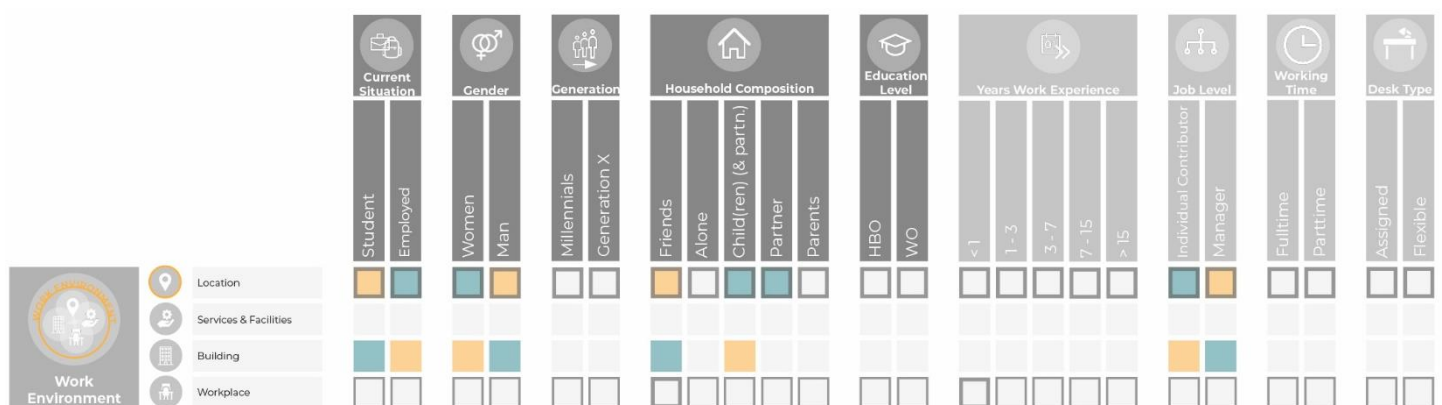 Current
Situation
Gender
Generation
Household Composition
Education
Level
Years Work Experience
Job Level
Working
Time
Desk Type
Student
Employed
Women
Man
Millennials
Generation X
Friends
Alone
Child(ren) (& partn.)
Partner
Parents
HBO
WO
<1
1 - 3
3 - 7
7 - 15
>15
Individual Contributor
Manager
Fulltime
Parttime
Assigned
Flexible
WORK ENVIRONMENT
Work
Environment
Location
Services & Facilities
Building
Workplace